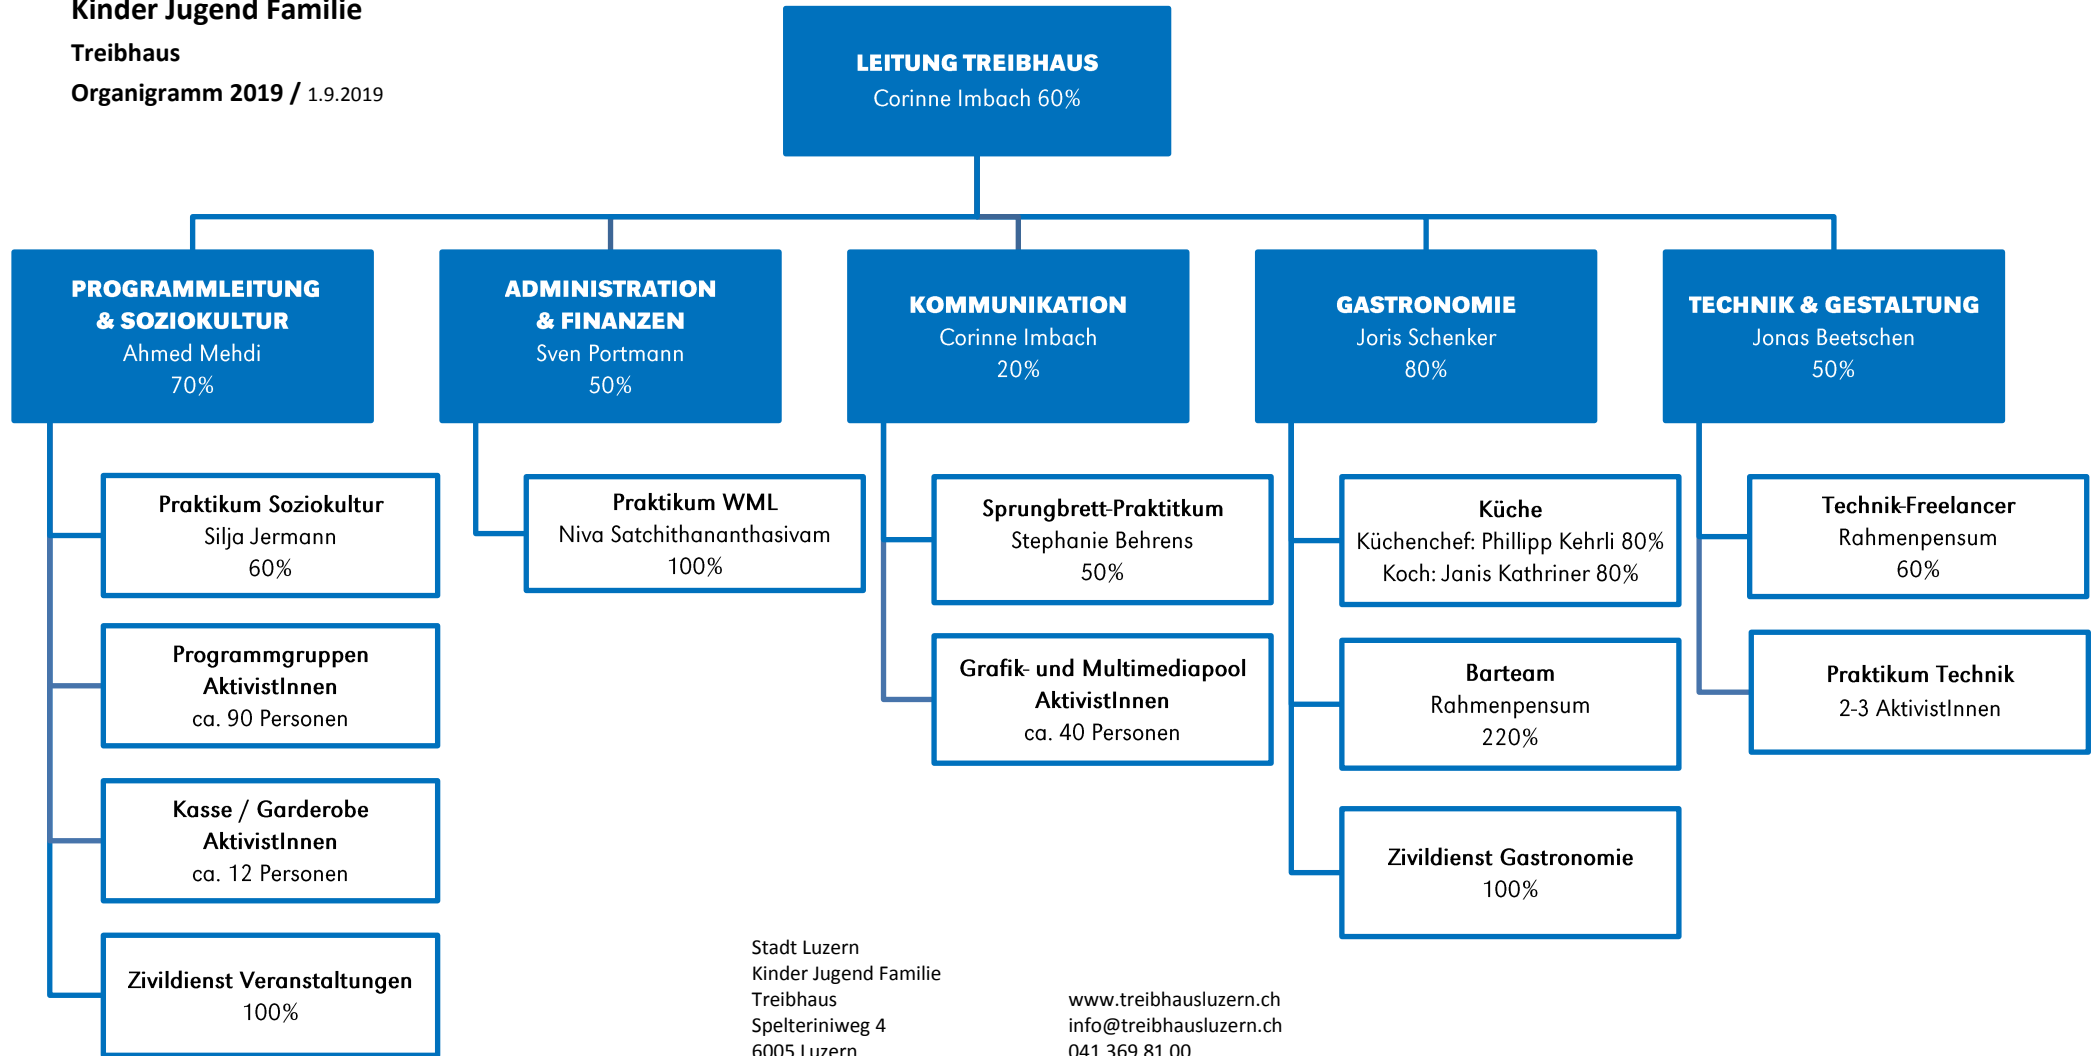 Kinder Jugend Familie
Treibhaus
Organigramm 2019 / 1.9.2019
LEITUNG TREIBHAUS
Corinne Imbach 60%
PROGRAMMLEITUNG
& SOZIOKULTUR
Ahmed Mehdi
70%
ADMINISTRATION
& FINANZEN
Sven Portmann
50%
KOMMUNIKATION
Corinne Imbach
20%
GASTRONOMIE
Joris Schenker
80%
TECHNIK & GESTALTUNG
Jonas Beetschen
50%
Praktikum Soziokultur
Silja Jermann
60%
Programmgruppen
AktivistInnen
ca. 90 Personen
Kasse / Garderobe
AktivistInnen
ca. 12 Personen
Zivildienst Veranstaltungen
100%
Praktikum WML
Niva Satchithananthasivam
100%
Sprungbrett-Praktitkum
Stephanie Behrens
50%
Grafik- und Multimediapool
AktivistInnen
ca. 40 Personen
Küche
Küchenchef: Phillipp Kehrli 80%
Koch: Janis Kathriner 80%
Barteam
Rahmenpensum
220%
Zivildienst Gastronomie
100%
Technik-Freelancer
Rahmenpensum
60%
Praktikum Technik
2-3 AktivistInnen
Stadt Luzern
Kinder Jugend Familie
Treibhaus
Spelteriniweg 4
6005 Luzern
www.treibhausluzern.ch
info@treibhausluzern.ch
041 369 81 00